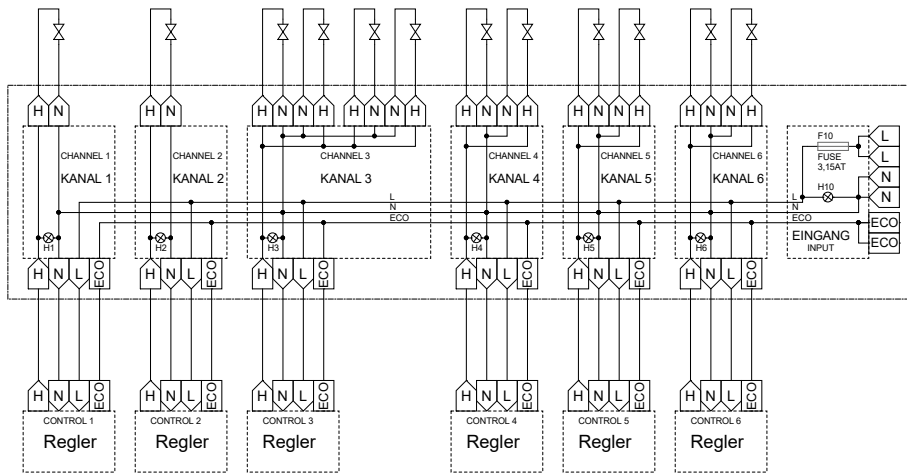 H N H N H N N H H N N H H N N H H N N H H N N H
CHANNEL 1 CHANNEL 2 CHANNEL 3 CHANNEL 4 CHANNEL 5 CHANNEL 6
KANAL 1 KANAL 2 KANAL 3 KANAL 4 KANAL 5 KANAL 6
F10
FUSE
3,15AT
L
L
N
N
H10
L L
N N
ECO ECO
ECO
ECO
EINGANG
INPUT
H1 H2 H3 H4 H5 H6
H N L ECO H N L ECO H N L ECO H N L ECO H N L ECO H N L ECO
H N L ECO H N L ECO H N L ECO H N L ECO H N L ECO H N L ECO
CONTROL 1 CONTROL 2 CONTROL 3 CONTROL 4 CONTROL 5 CONTROL 6
Regler Regler Regler Regler Regler Regler